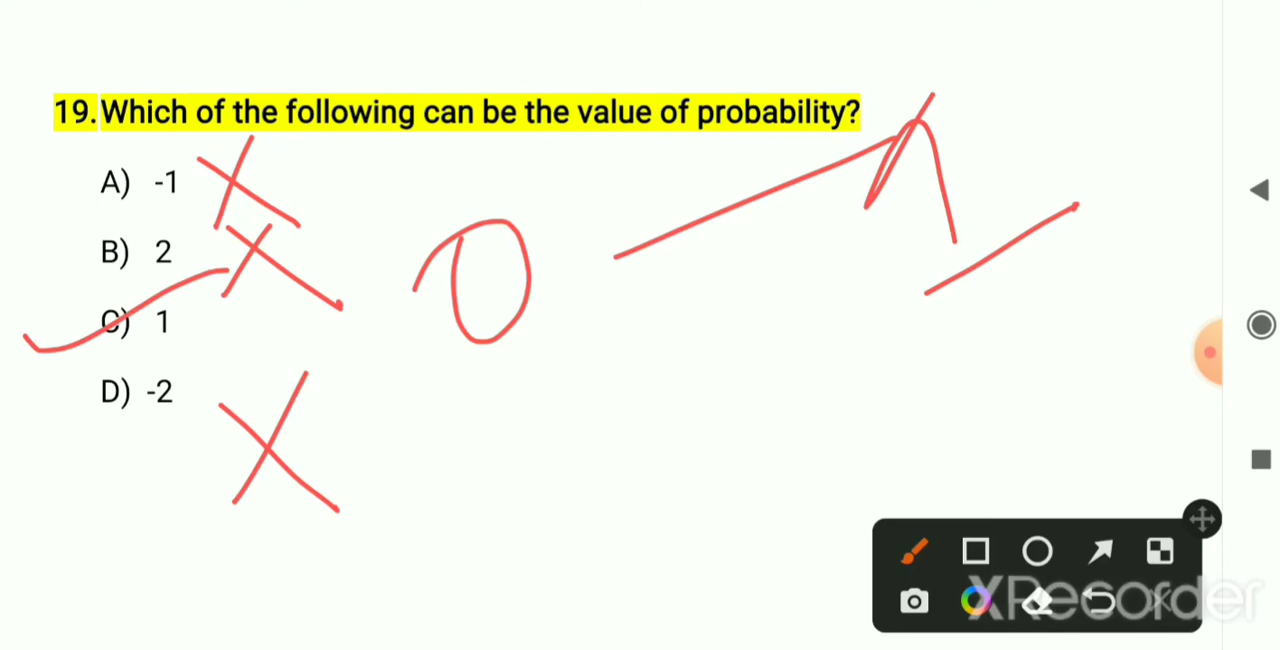 19. Which of the following can be the value of probability?
A) -1
B) 2
0
1
C) 1
D) -2
XRecorder